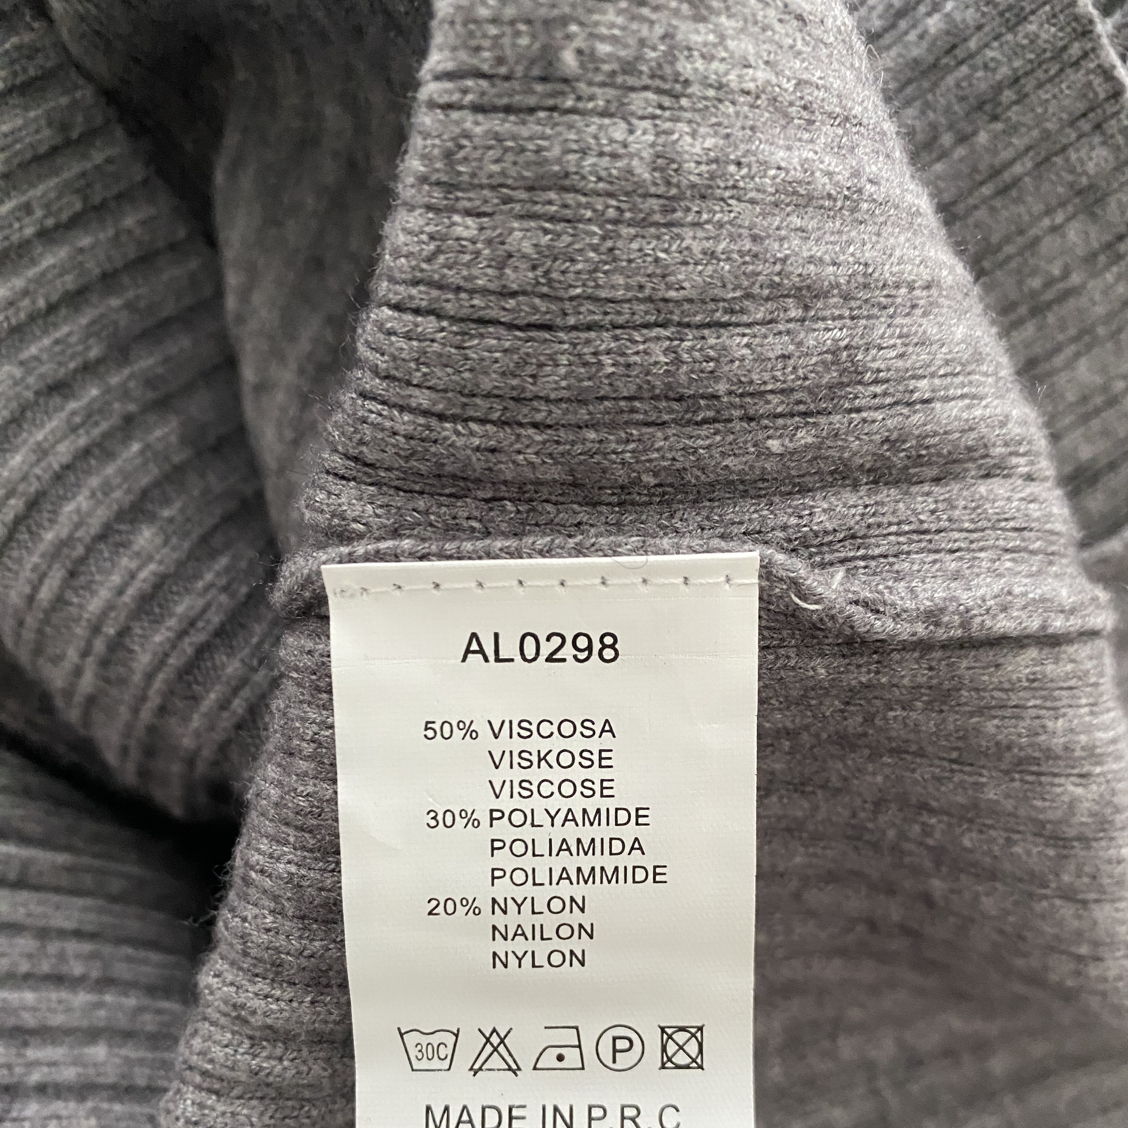 AL0298
50% VISCOSA
VISKOSE
VISCOSE
30% POLYAMIDE
POLIAMIDA
POLIAMMIDE
20% NYLON
NAILON
NYLON
30C P
MADE IN P.R.C